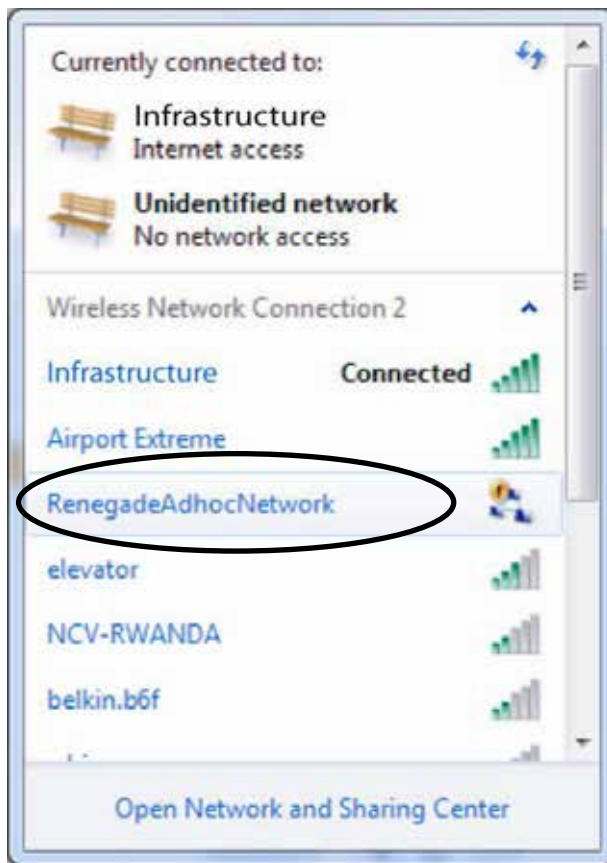 Currently connected to:
Infrastructure
Internet access
Unidentified network
No network access
Wireless Network Connection 2
Infrastructure Connected
Airport Extreme
RenegadeAdhocNetwork
elevator
NCV-RWANDA
belkin.b6f
Open Network and Sharing Center